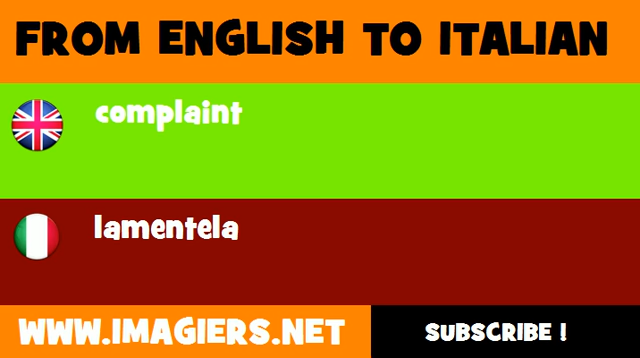 FROM ENGLISH TO ITALIAN
complaint
lamentela
WWW.IMAGIERS.NET
SUBSCRIBE !